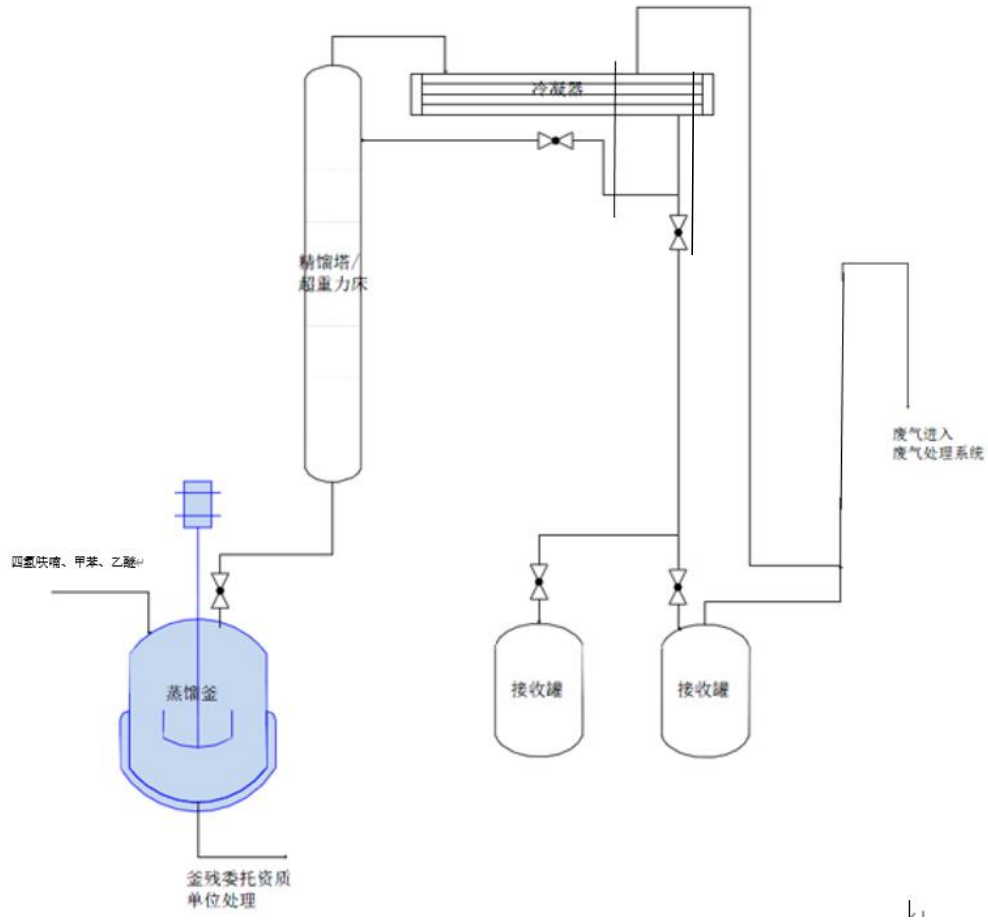 冷凝器
精馏塔/
超重力床
废气进入
废气处理系统
四氢呋喃、甲苯、乙醚
蒸馏釜
接收罐
接收罐
釜残委托资质
单位处理